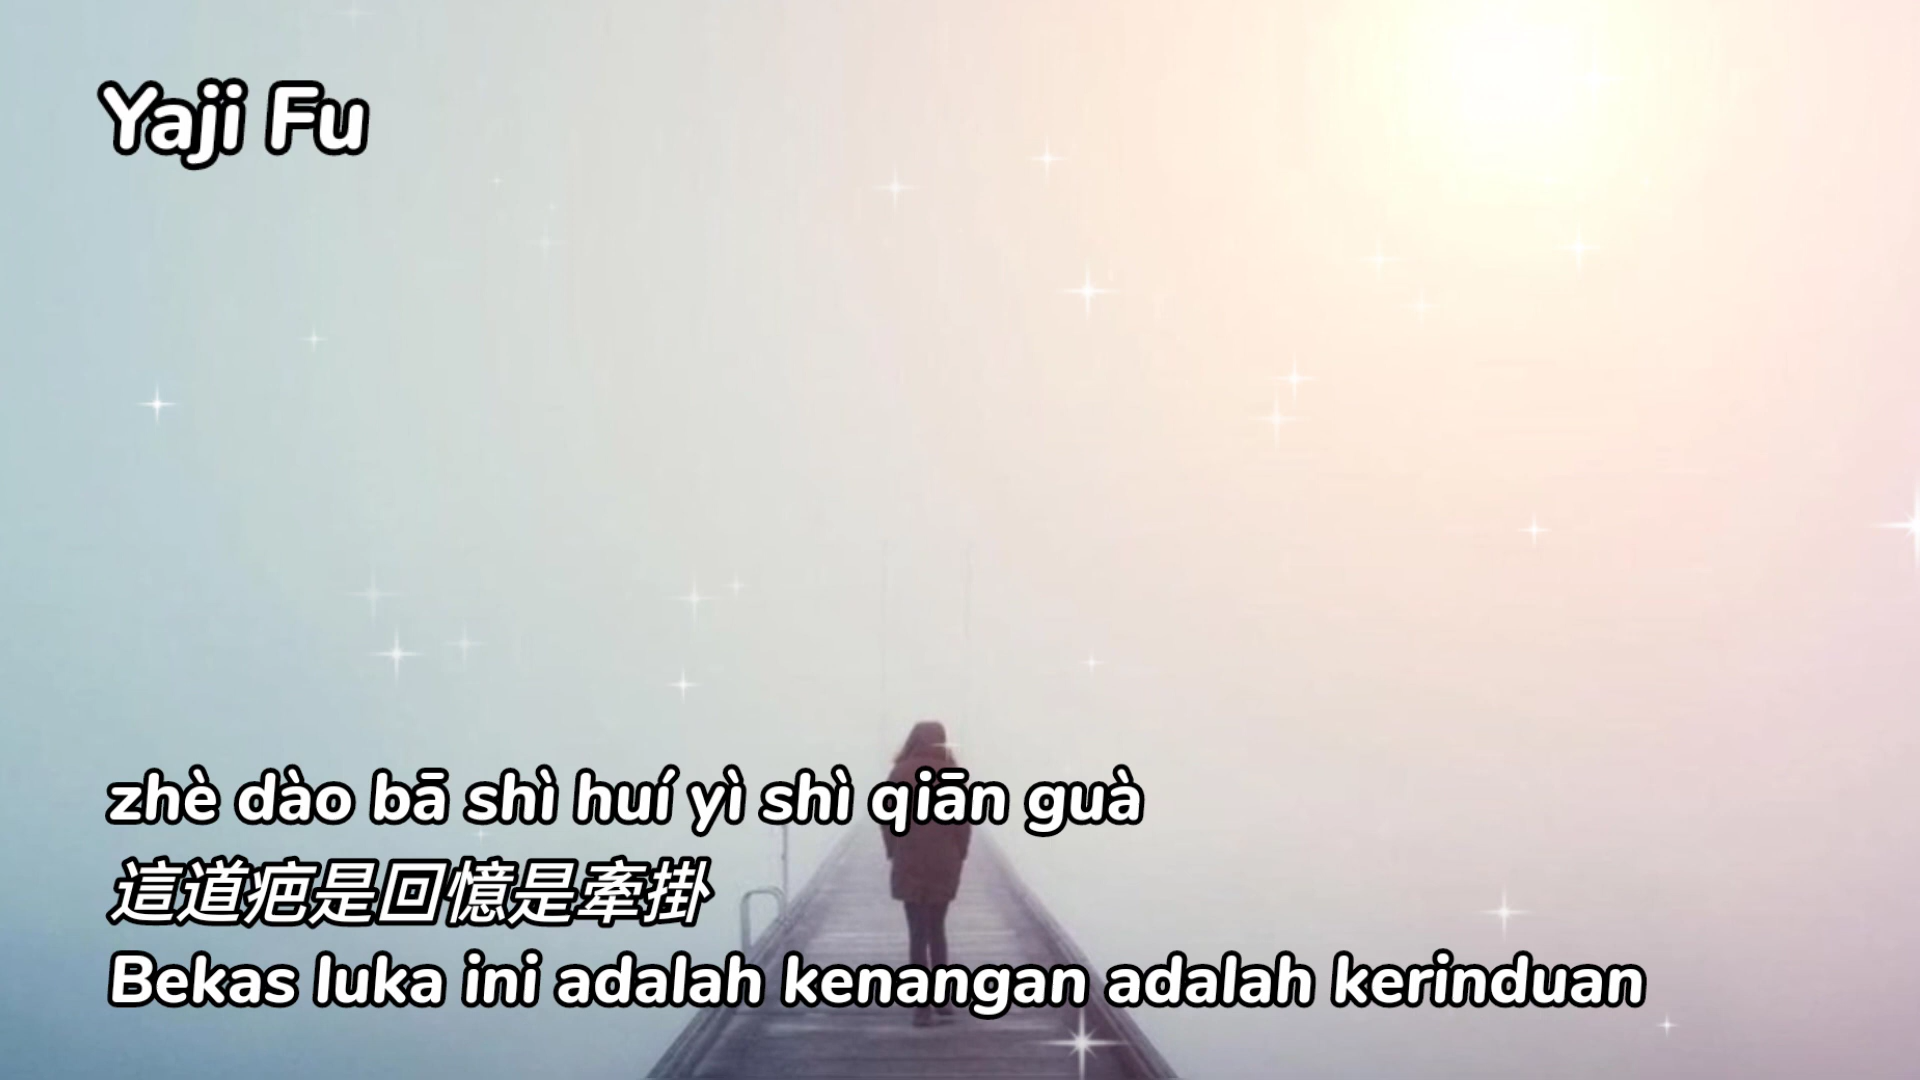 Yaji Fu
zhè dào bā shì huí yì shì qiān guà
這道疤是回憶是牽掛
Bekas luka ini adalah kenangan adalah kerinduan